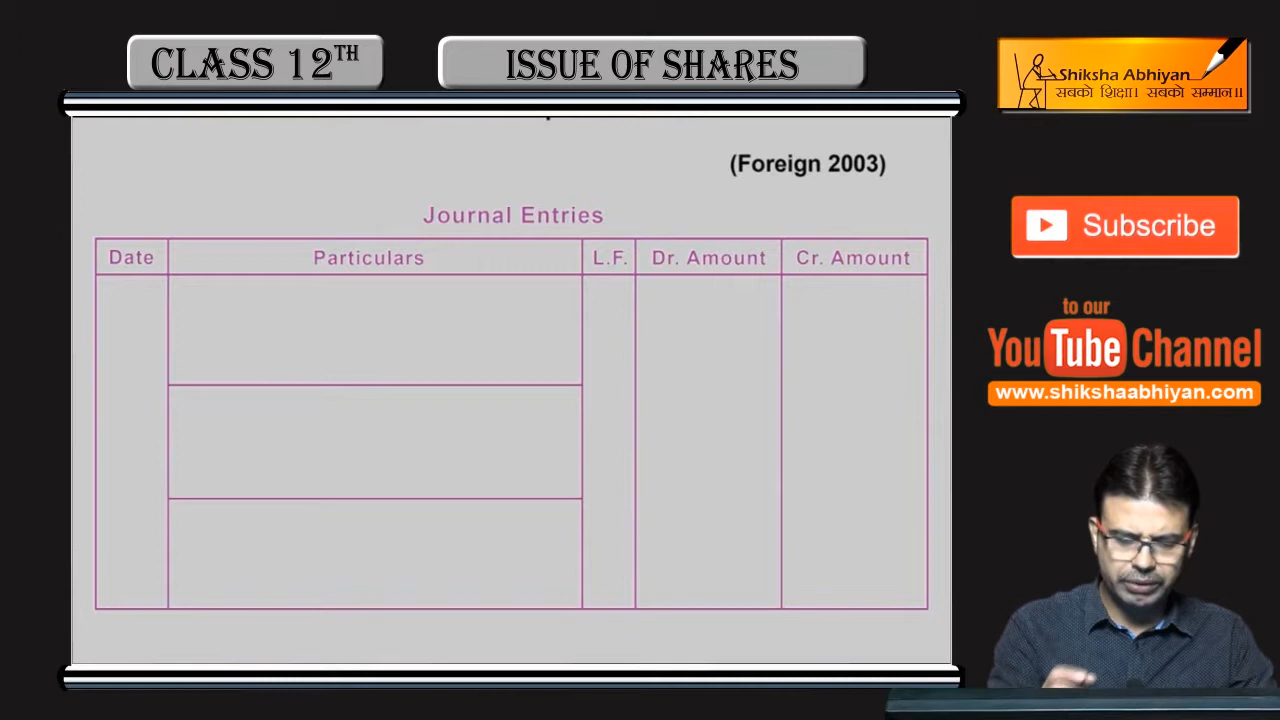 CLASS 12TH
ISSUE OF SHARES
Shiksha Abhiyan
सबको शिक्षा। सबको सम्मान।।
(Foreign 2003)
Journal Entries
Date Particulars L.F. Dr. Amount Cr. Amount
Subscribe
to our
YouTube Channel
www.shikshaabhiyan.com